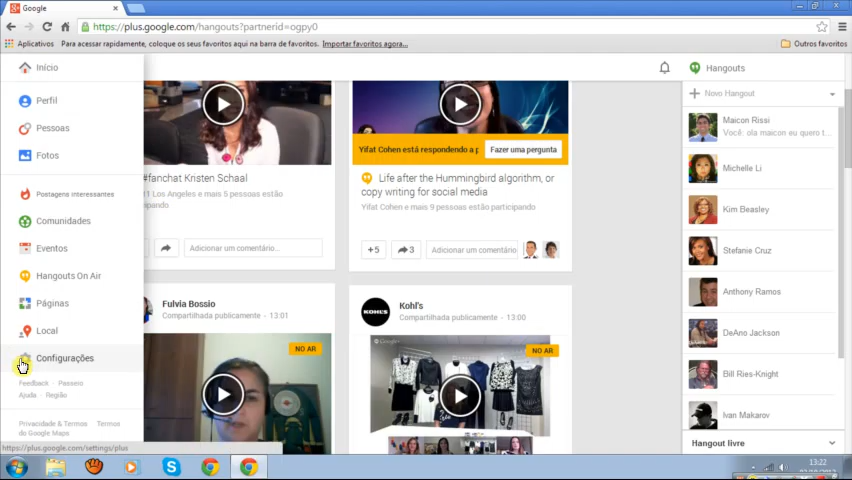 Google
https://plus.google.com/hangouts?partnerid=ogpy0
Aplicativos
Para acessar rapidamente, coloque os seus favoritos aqui na barra de favoritos. Importar favoritos agora...
Outros favoritos
Início
Perfil
Pessoas
Fotos
Postagens interessantes
Comunidades
Eventos
Hangouts On Air
Páginas
Local
Configurações
Feedback · Passeio
Ajuda · Região
Privacidade & Termos · Termos
do Google Maps
https://plus.google.com/settings/plus
#fanchat Kristen Schaal
Los Angeles e mais 5 pessoas estão
Adicionar um comentário...
Fulvia Bossio
Compartilhada publicamente - 13:01
NO AR
Yifat Cohen está respondendo a p
Fazer uma pergunta
Life after the Hummingbird algorithm, or
copy writing for social media
Yifat Cohen e mais 9 pessoas estão participando
+5
3
Adicionar um comentário
Kohl's
Compartilhada publicamente - 13:00
KOHL'S
NO AR
Hangouts
Novo Hangout
Maicon Rissi
Você: ola maicon eu quero t...
Michelle Li
Kim Beasley
Stefanie Cruz
Anthony Ramos
DeAno Jackson
Bill Ries-Knight
Ivan Makarov
Hangout livre
13:22